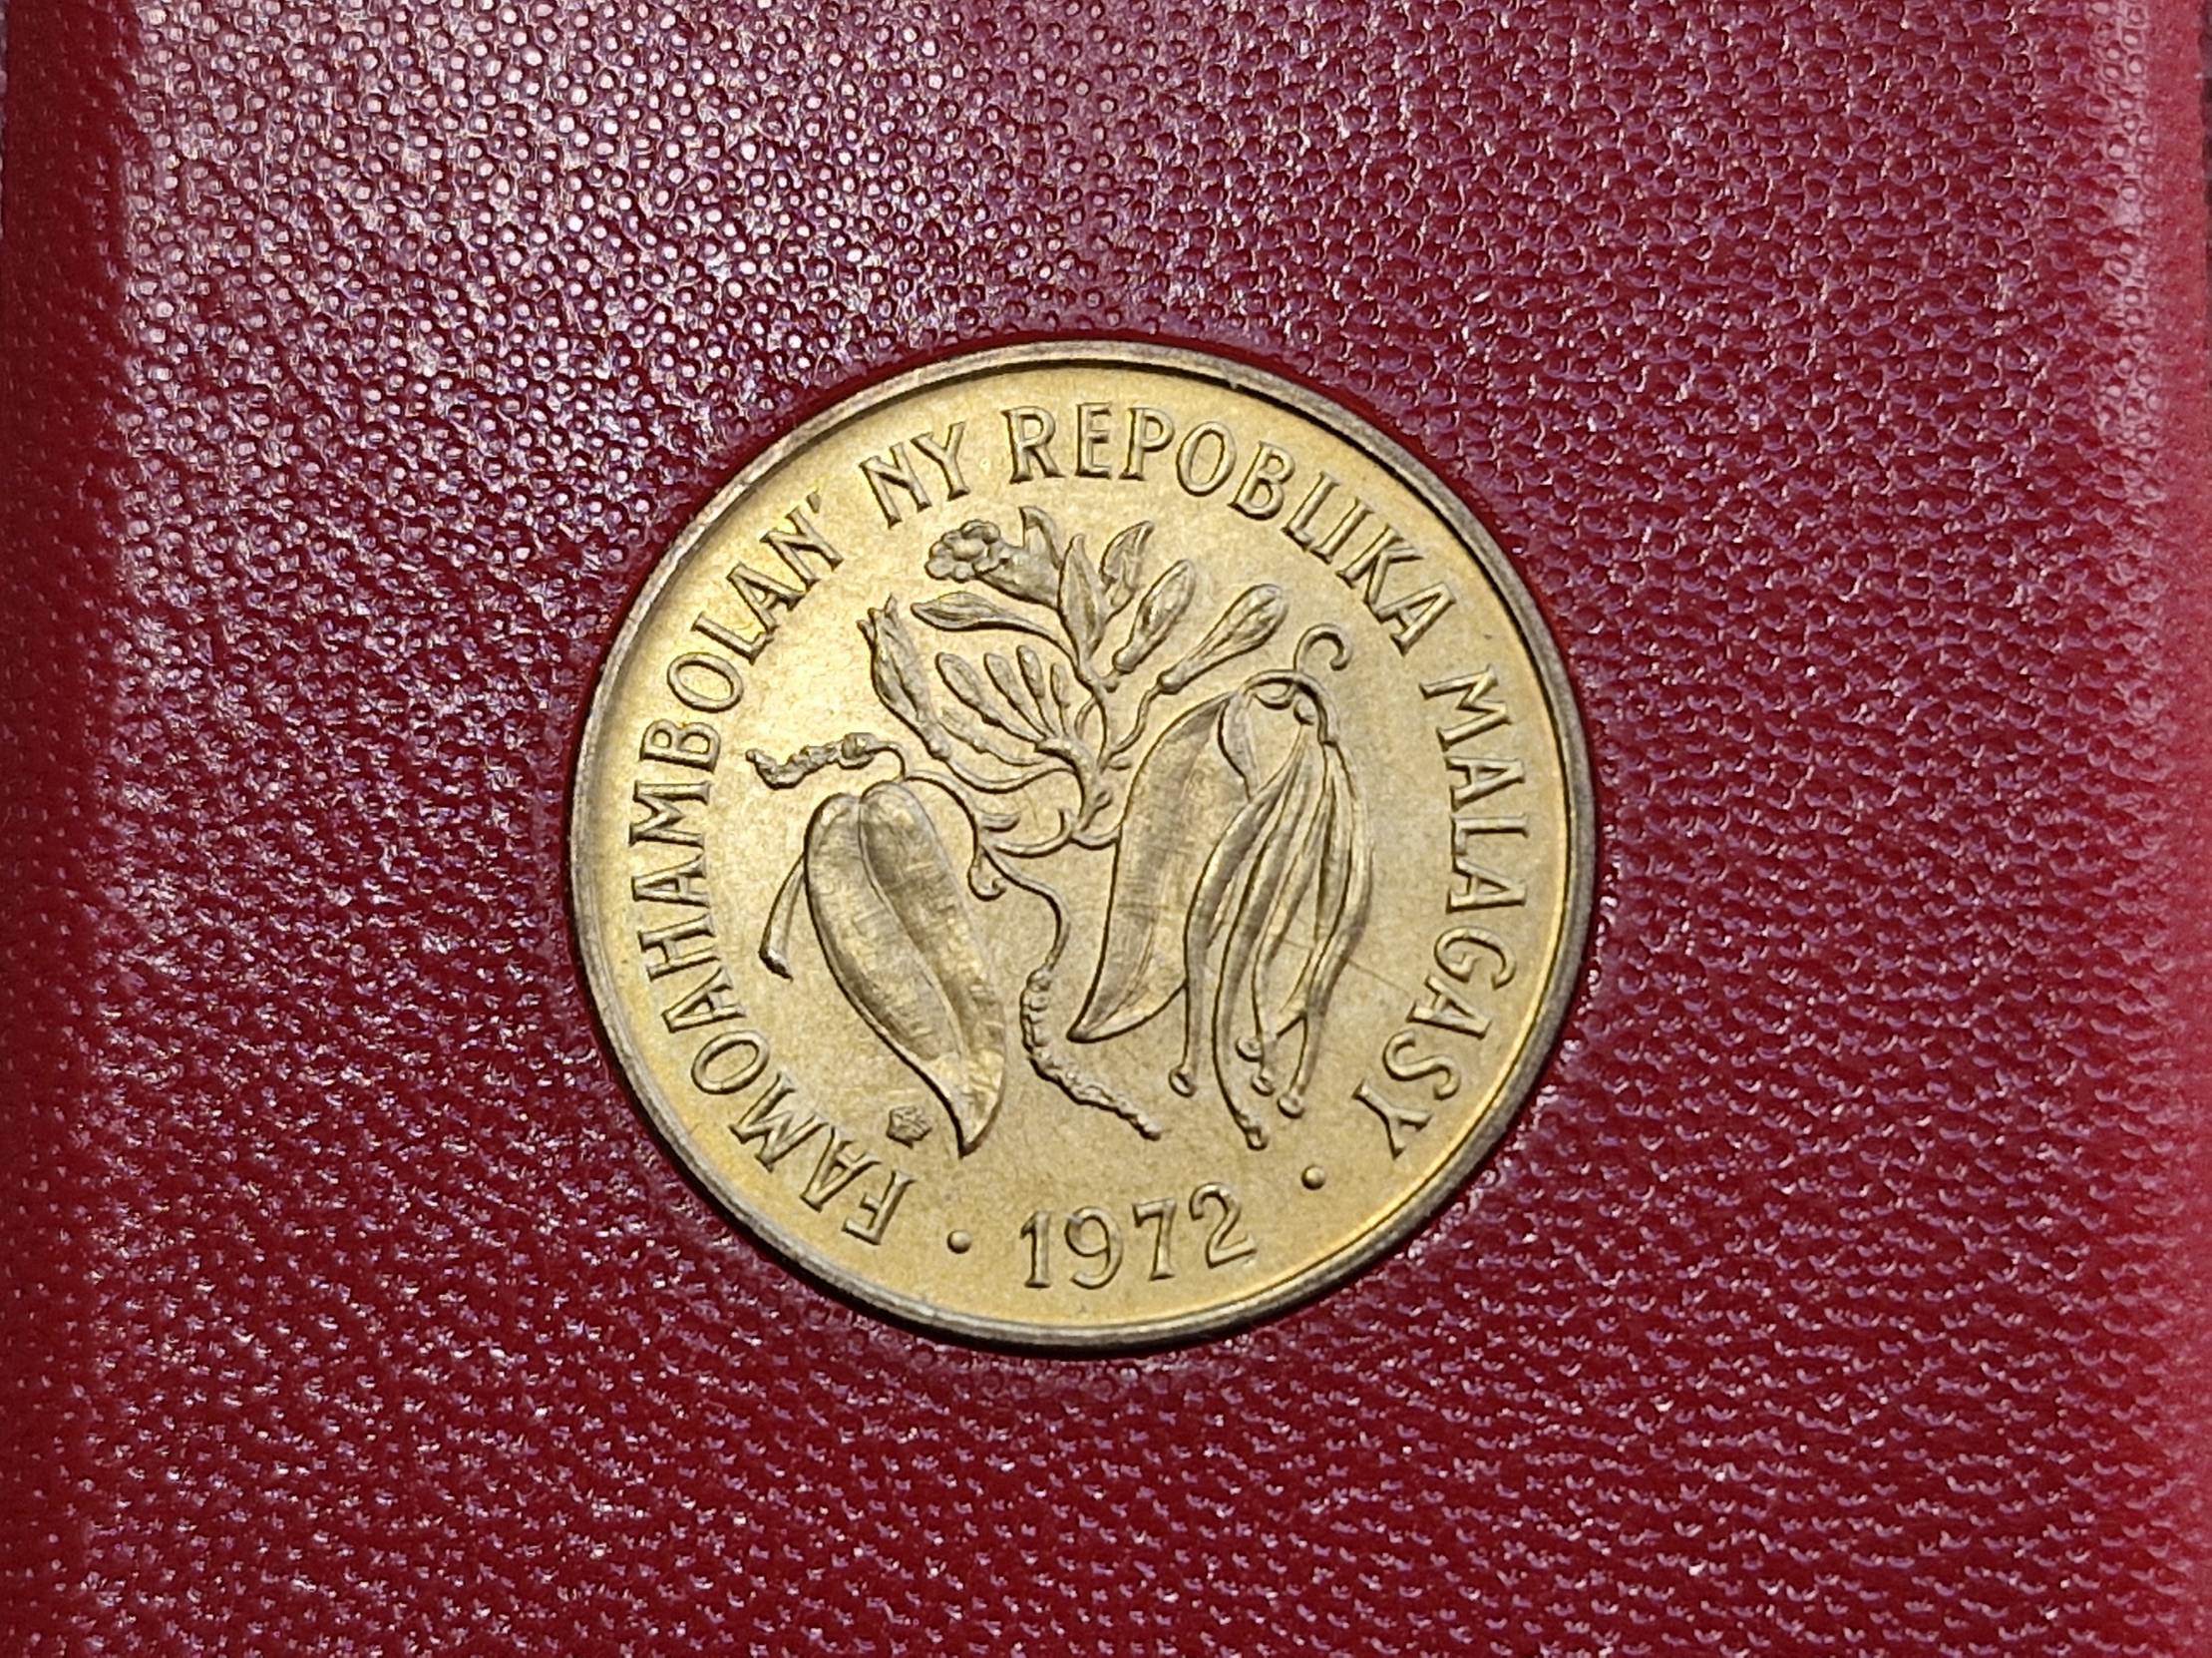 FAMOAHAMBOLAN' NY REPOBLIKA MALAGASY
• 1972 •